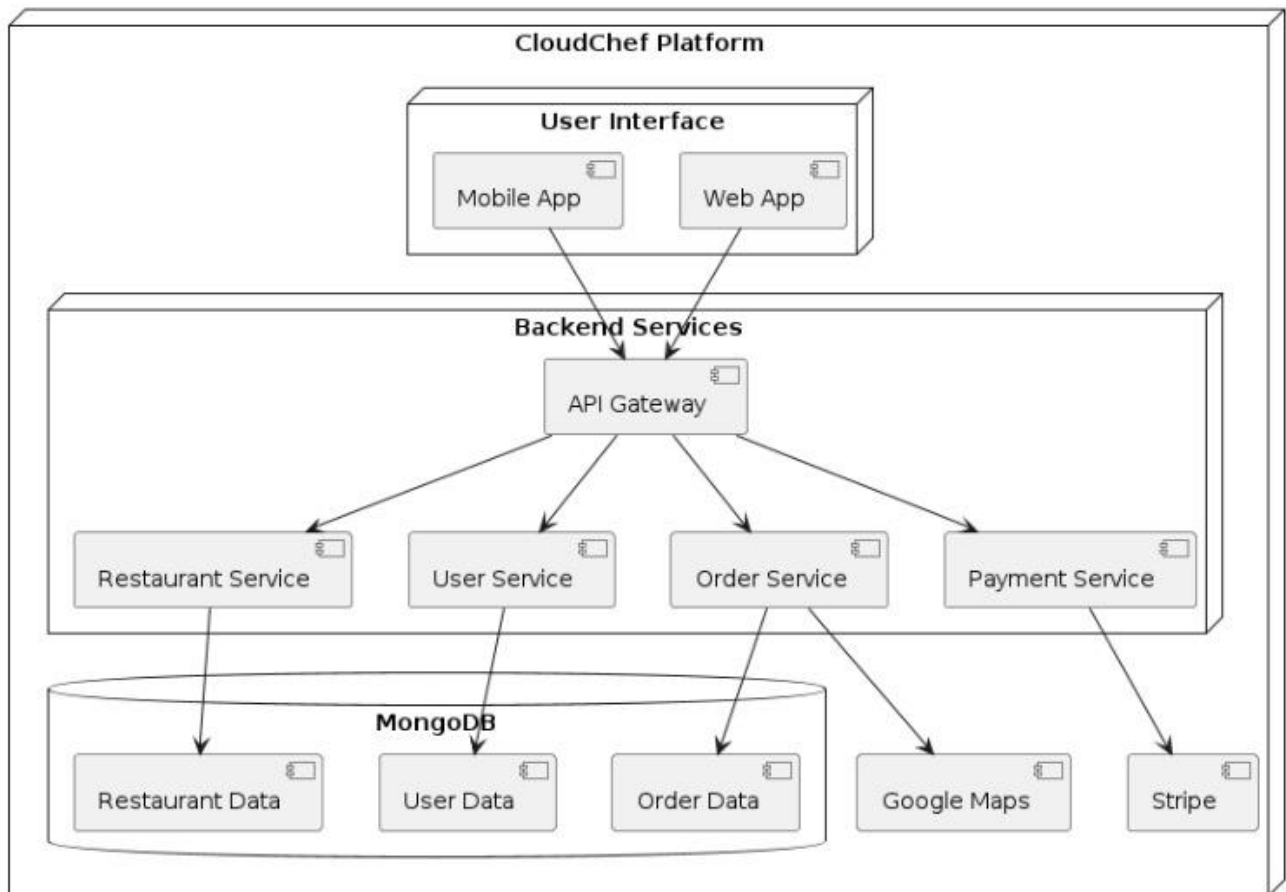 CloudChef Platform
User Interface
Mobile App
Web App
Backend Services
API Gateway
Restaurant Service
User Service
Order Service
Payment Service
MongoDB
Restaurant Data
User Data
Order Data
Google Maps
Stripe